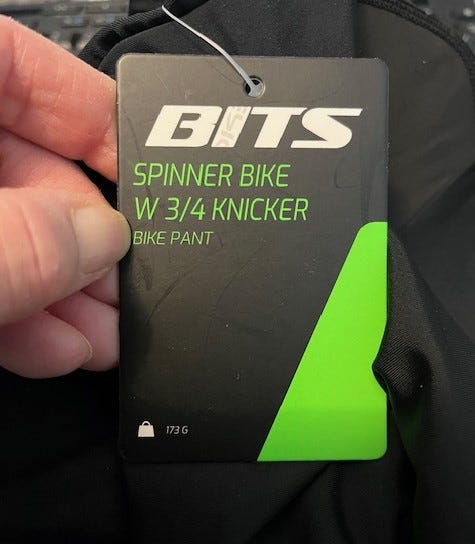 BITS
SPINNER BIKE
W 3/4 KNICKER
BIKE PANT
173 G